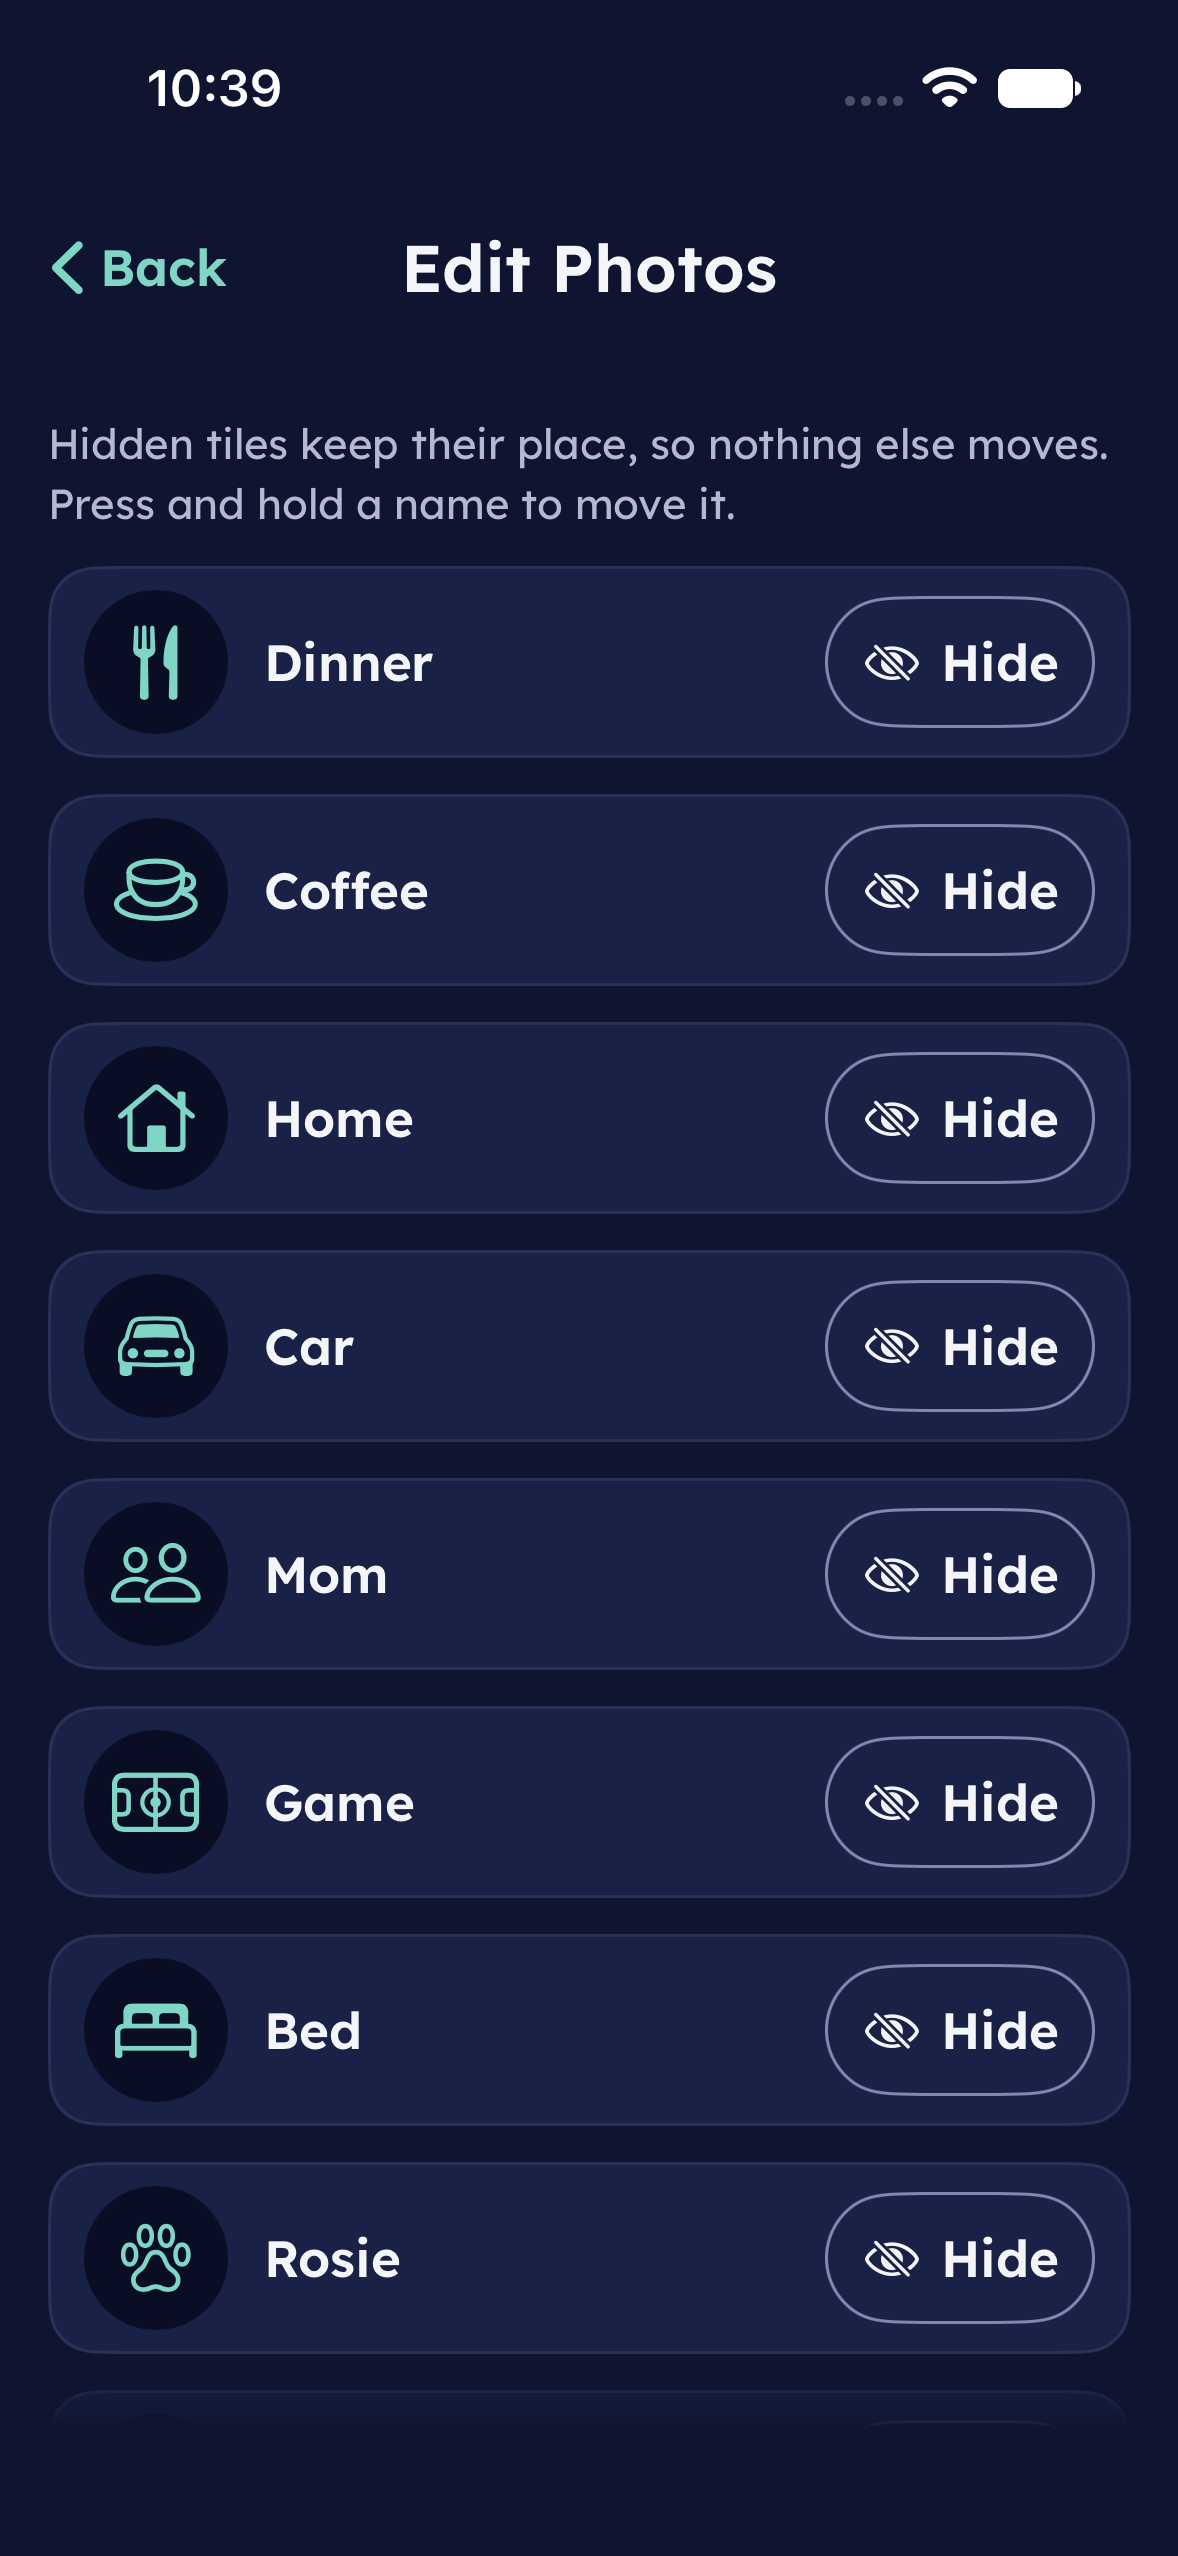 10:39
Back
Edit Photos
Hidden tiles keep their place, so nothing else moves.
Press and hold a name to move it.
Dinner
Hide
Coffee
Hide
Home
Hide
Car
Hide
Mom
Hide
Game
Hide
Bed
Hide
Rosie
Hide